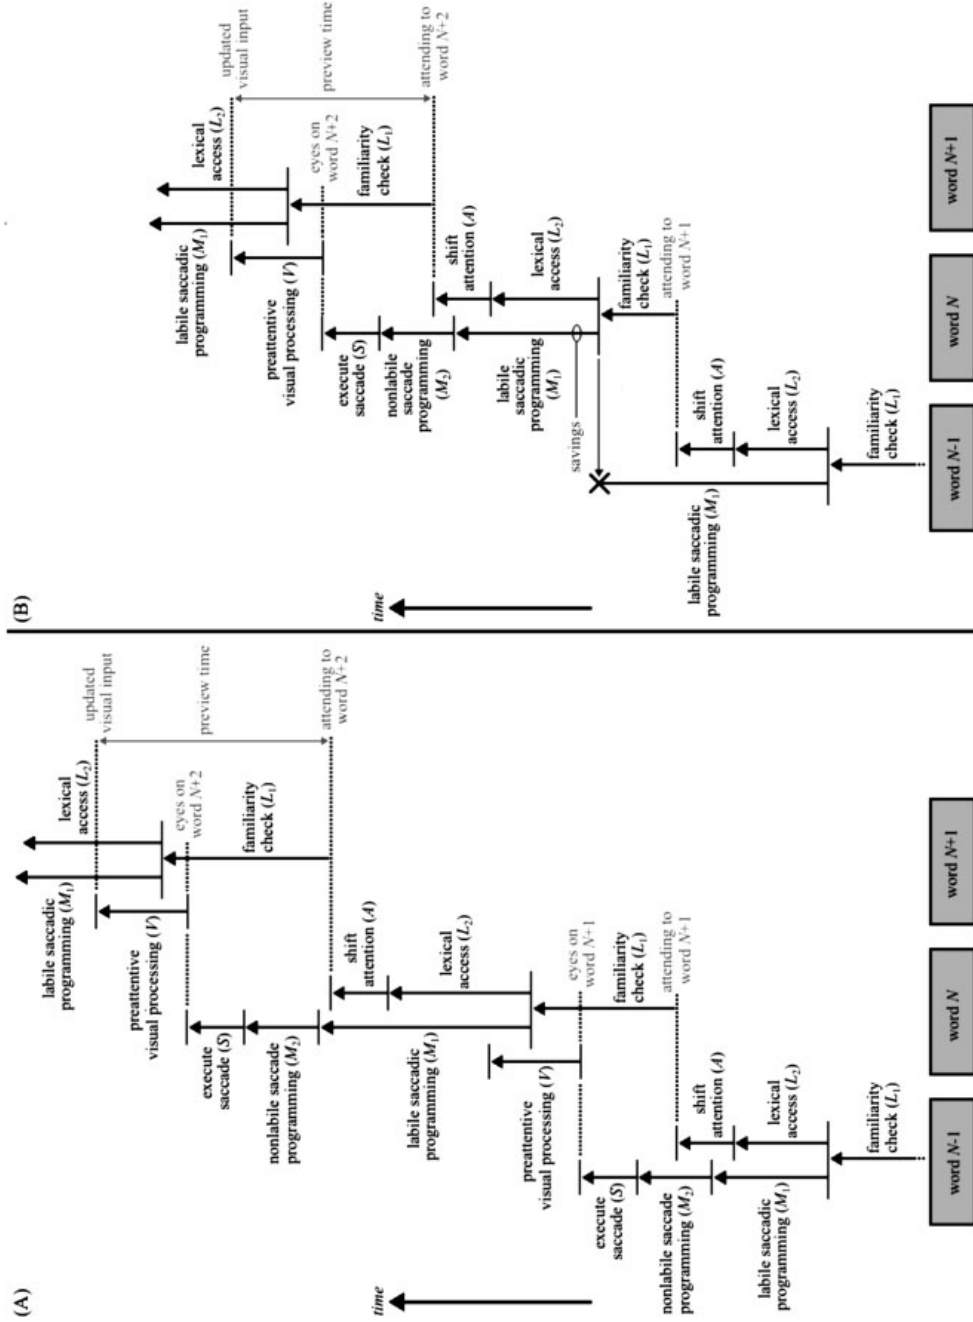 (A)
labile saccadic
programming (M₁)
lexical
access (L₂)
updated
visual input
preattentive
visual processing (V)
eyes on
word N+2
preview time
execute
saccade (S)
familiarity
check (L₁)
nonlabile saccade
programming (M₂)
shift
attention (A)
attending to
word N+2
time
labile saccadic
programming (M₁)
lexical
access (L₂)
preattentive
visual processing (V)
eyes on
word N+1
execute
saccade (S)
familiarity
check (L₁)
nonlabile saccade
programming (M₂)
shift
attention (A)
attending to
word N+1
labile saccadic
programming (M₁)
lexical
access (L₂)
familiarity
check (L₁)
word N-1
word N
word N+1
(B)
labile saccadic
programming (M₁)
lexical
access (L₂)
updated
visual input
preattentive
visual processing (V)
eyes on
word N+2
preview time
execute
saccade (S)
familiarity
check (L₁)
nonlabile
saccade
programming
(M₂)
shift
attention (A)
attending to
word N+2
time
labile
saccadic
programming
(M₁)
lexical
access (L₂)
savings
familiarity
check (L₁)
attending to
word N+1
labile saccadic
programming (M₁)
shift
attention (A)
lexical
access (L₂)
familiarity
check (L₁)
word N-1
word N
word N+1